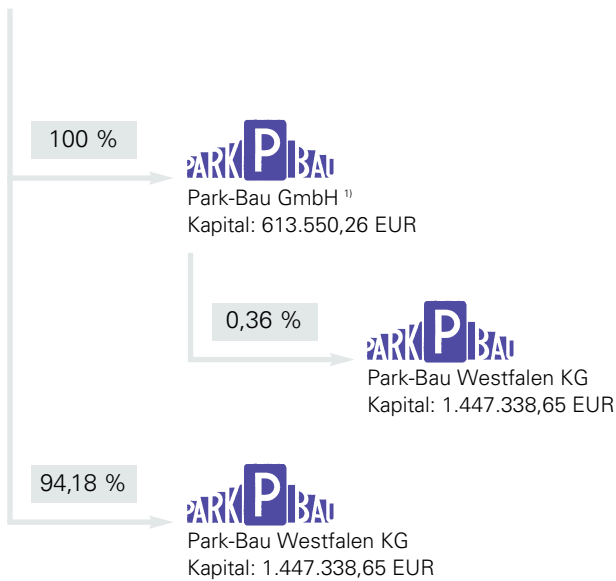 100 %
PARK P BAU
Park-Bau GmbH 1)
Kapital: 613.550,26 EUR
0,36 %
PARK P BAU
Park-Bau Westfalen KG
Kapital: 1.447.338,65 EUR
94,18 %
PARK P BAU
Park-Bau Westfalen KG
Kapital: 1.447.338,65 EUR